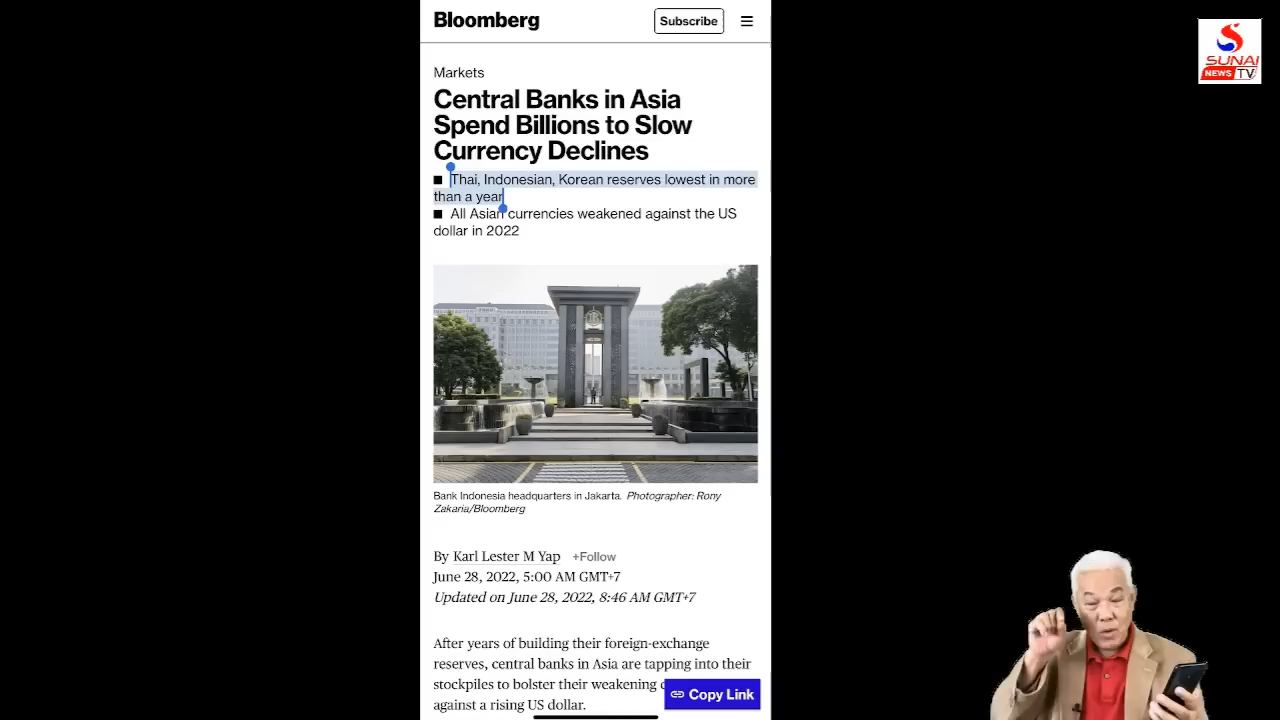 Bloomberg
Subscribe
SUNAI
NEWS TV
Markets
Central Banks in Asia
Spend Billions to Slow
Currency Declines
■ Thai, Indonesian, Korean reserves lowest in more
than a year
■ All Asian currencies weakened against the US
dollar in 2022
Bank Indonesia headquarters in Jakarta. Photographer: Rony
Zakaria/Bloomberg
By Karl Lester M Yap +Follow
June 28, 2022, 5:00 AM GMT+7
Updated on June 28, 2022, 8:46 AM GMT+7
After years of building their foreign-exchange
reserves, central banks in Asia are tapping into their
stockpiles to bolster their weakening
Copy Link
against a rising US dollar.